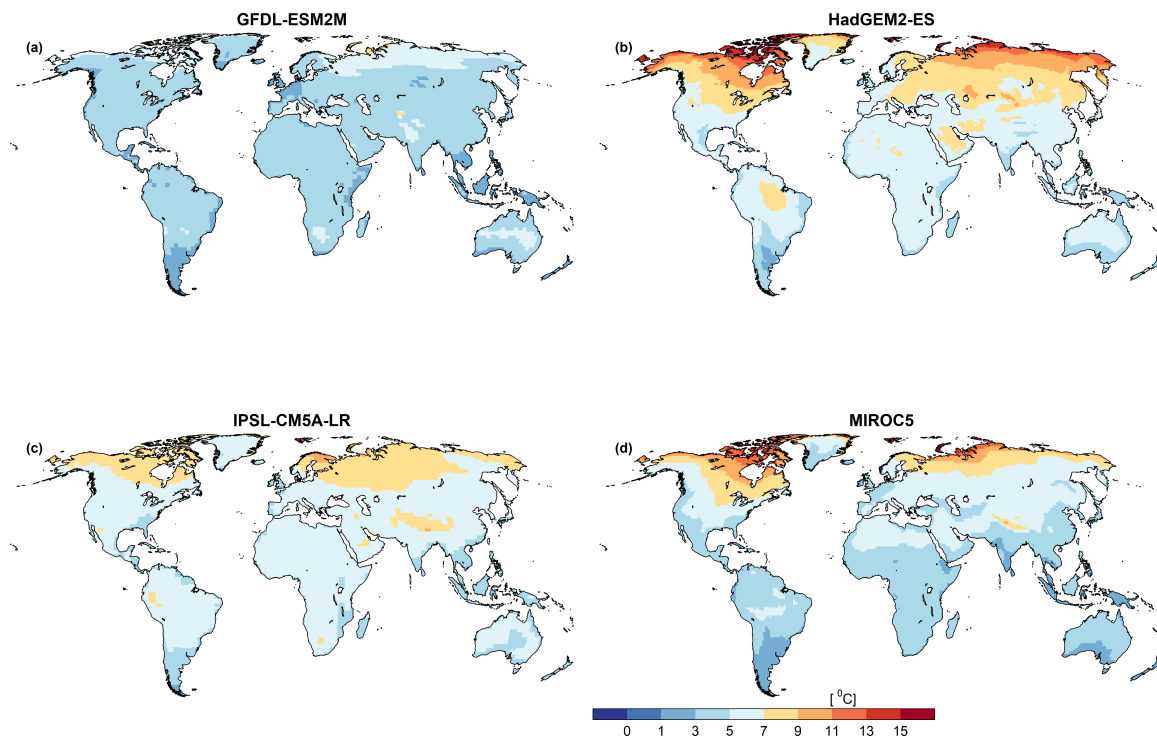 GFDL-ESM2M
HadGEM2-ES
(a)
(b)
IPSL-CM5A-LR
MIROC5
(c)
(d)
[ ⁰C]
0 1 3 5 7 9 11 13 15